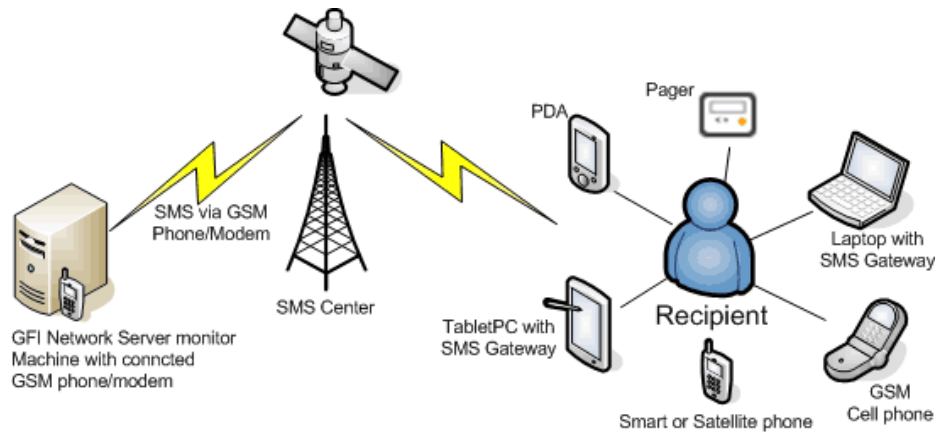 Pager
PDA
SMS via GSM
Phone/Modem
Laptop with
SMS Gateway
SMS Center
Recipient
TabletPC with
SMS Gateway
GFI Network Server monitor
Machine with conncted
GSM phone/modem
GSM
Cell phone
Smart or Satellite phone